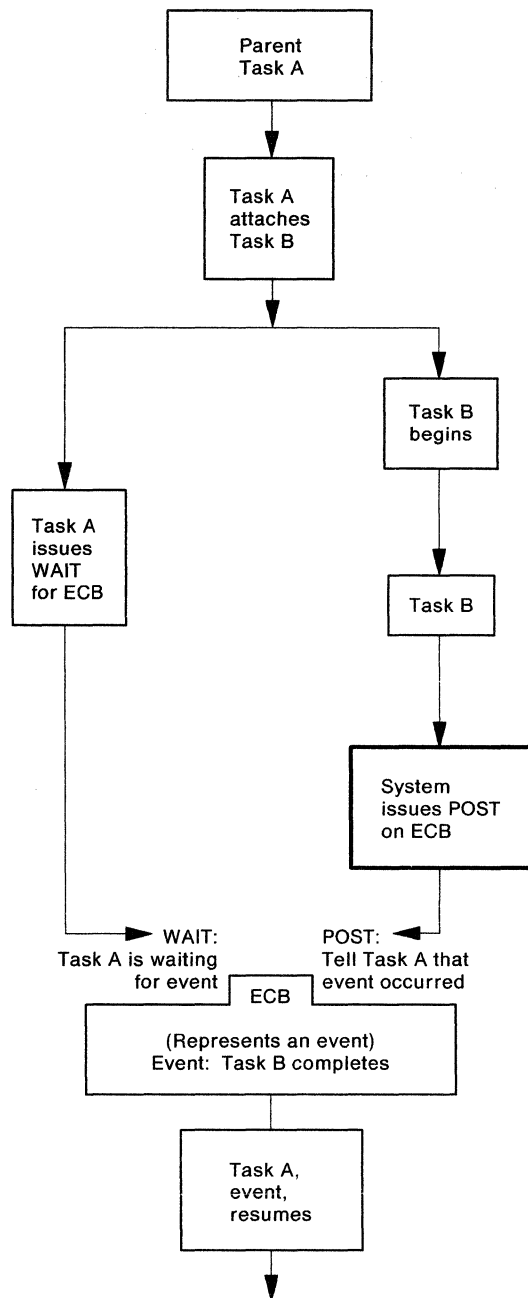 Parent
Task A
Task A
attaches
Task B
Task B
begins
Task A
issues
WAIT
for ECB
Task B
System
issues POST
on ECB
WAIT:
Task A is waiting
for event
POST:
Tell Task A that
event occurred
ECB
(Represents an event)
Event: Task B completes
Task A,
event,
resumes